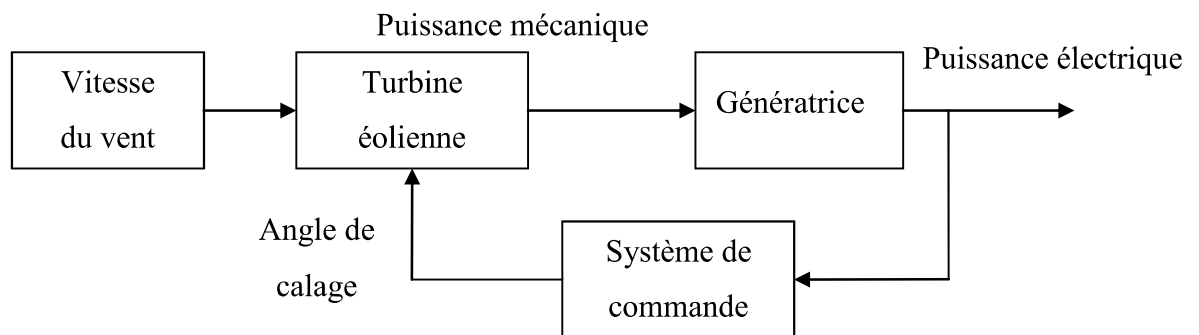 Puissance mécanique
Puissance électrique
Vitesse
du vent
Turbine
éolienne
Génératrice
Angle de
calage
Système de
commande